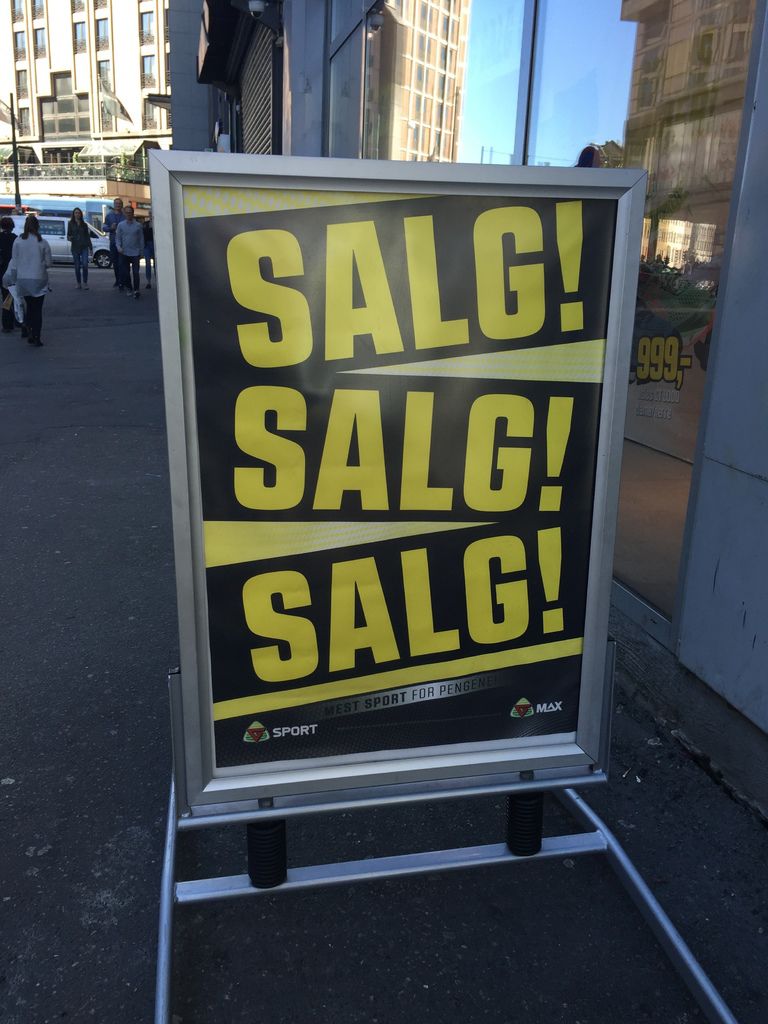 SALG!
SALG!
SALG!
MEST SPORT FOR PENGENE!
SPORT
MAX
999,-